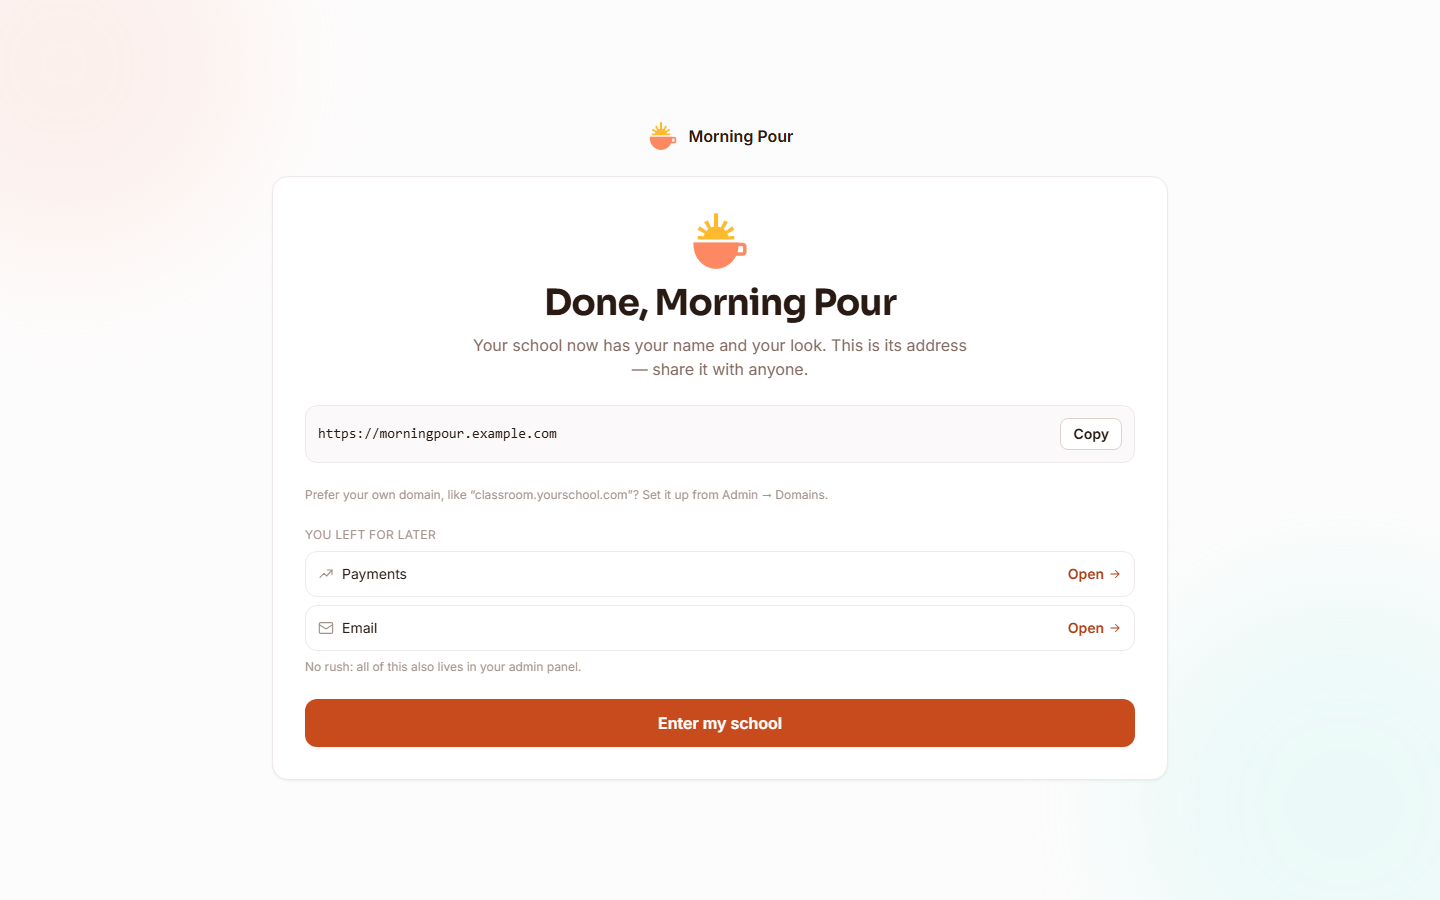 Morning Pour
Done, Morning Pour
Your school now has your name and your look. This is its address
— share it with anyone.
https://morningpour.example.com
Copy
Prefer your own domain, like “classroom.yourschool.com”? Set it up from Admin → Domains.
YOU LEFT FOR LATER
Payments
Open →
Email
Open →
No rush: all of this also lives in your admin panel.
Enter my school